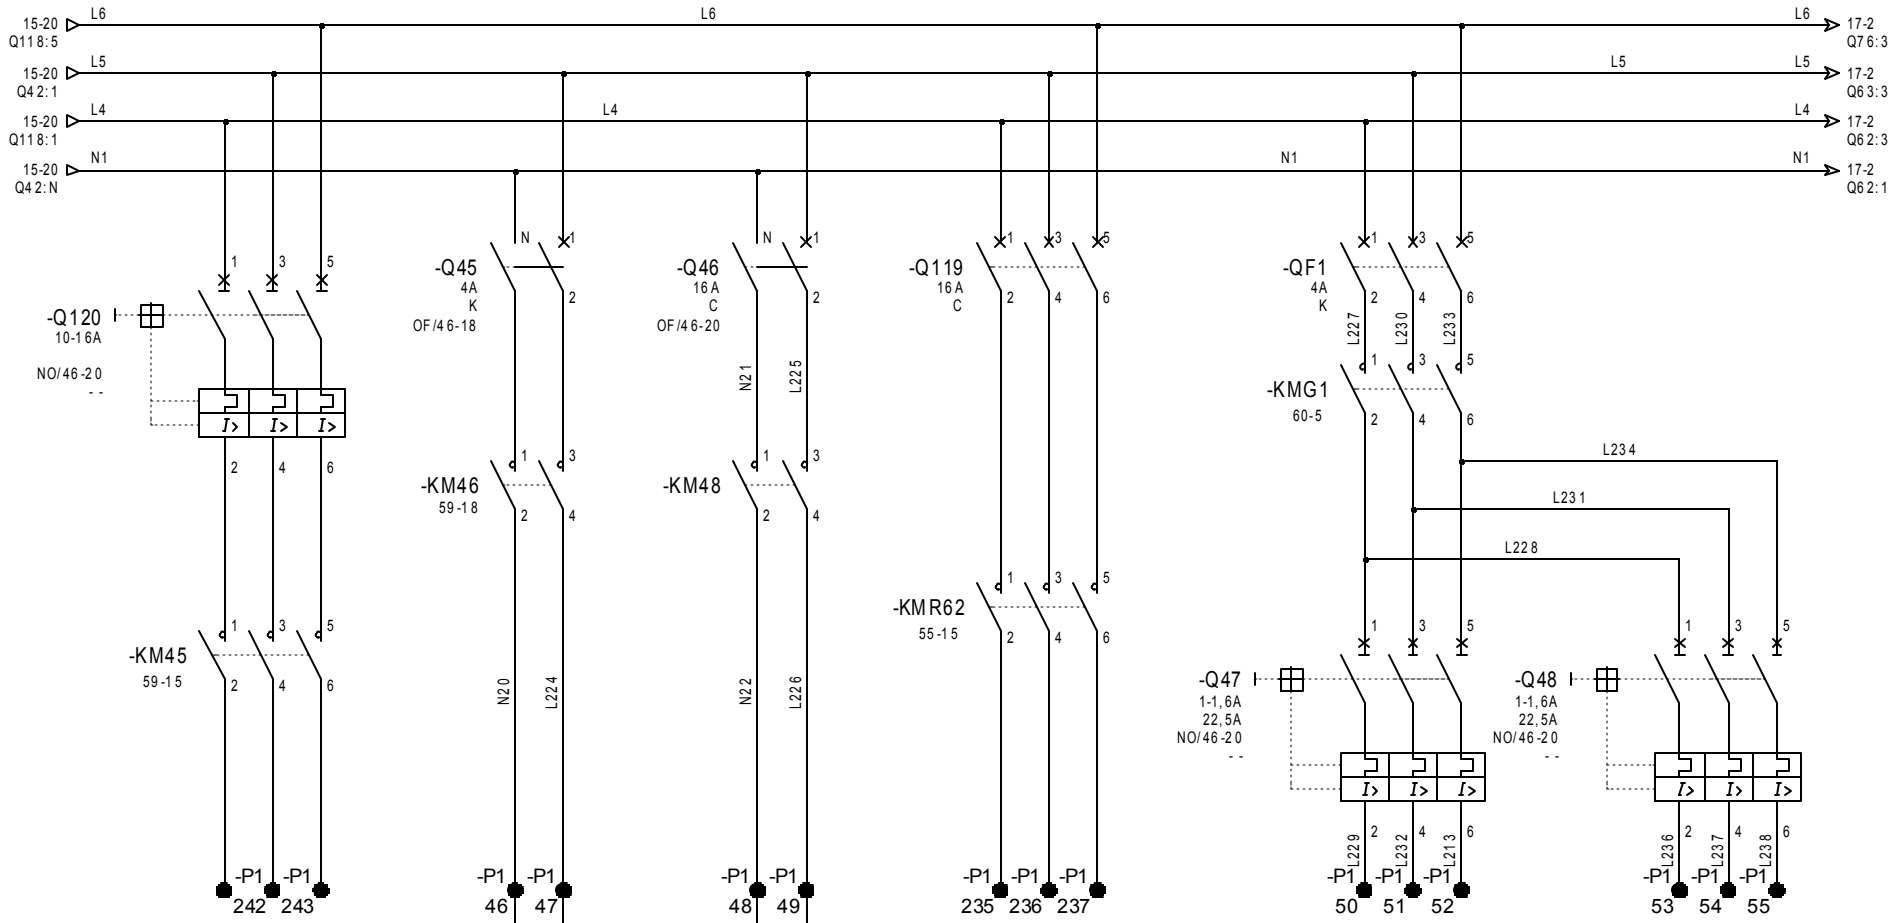 15-20 L6 L6 L6 17-2
Q118:5 Q76:3
15-20 L5 L5 L5 17-2
Q42:1 Q63:3
15-20 L4 L4 L4 17-2
Q118:1 Q62:3
15-20 N1 N1 N1 17-2
Q42:N Q62:1
1 3 5
-Q120
10-16A
NO/46-20
- -
I> I> I>
2 4 6
-KM45
59-15
1 3 5
2 4 6
-P1 -P1
242 243
N 1
-Q45
4A
K
OF/46-18
2
-KM46
59-18
1 3
2 4
N20 L224
-P1 -P1
46 47
N 1
-Q46
16A
C
OF/46-20
2
N21 L225
-KM48
1 3
2 4
N22 L226
-P1 -P1
48 49
1 3 5
-Q119
16A
C
2 4 6
-KMR62
55-15
1 3 5
2 4 6
-P1 -P1 -P1
235 236 237
1 3 5
-QF1
4A
K
2 4 6
L227 L230 L233
-KMG1
60-5
1 3 5
2 4 6
L234
L231
L228
1 3 5
-Q47
1-1,6A
22,5A
NO/46-20
- -
I> I> I>
2 4 6
L229 L232 L213
-P1 -P1 -P1
50 51 52
1 3 5
-Q48
1-1,6A
22,5A
NO/46-20
- -
I> I> I>
2 4 6
L236 L237 L238
-P1 -P1 -P1
53 54 55